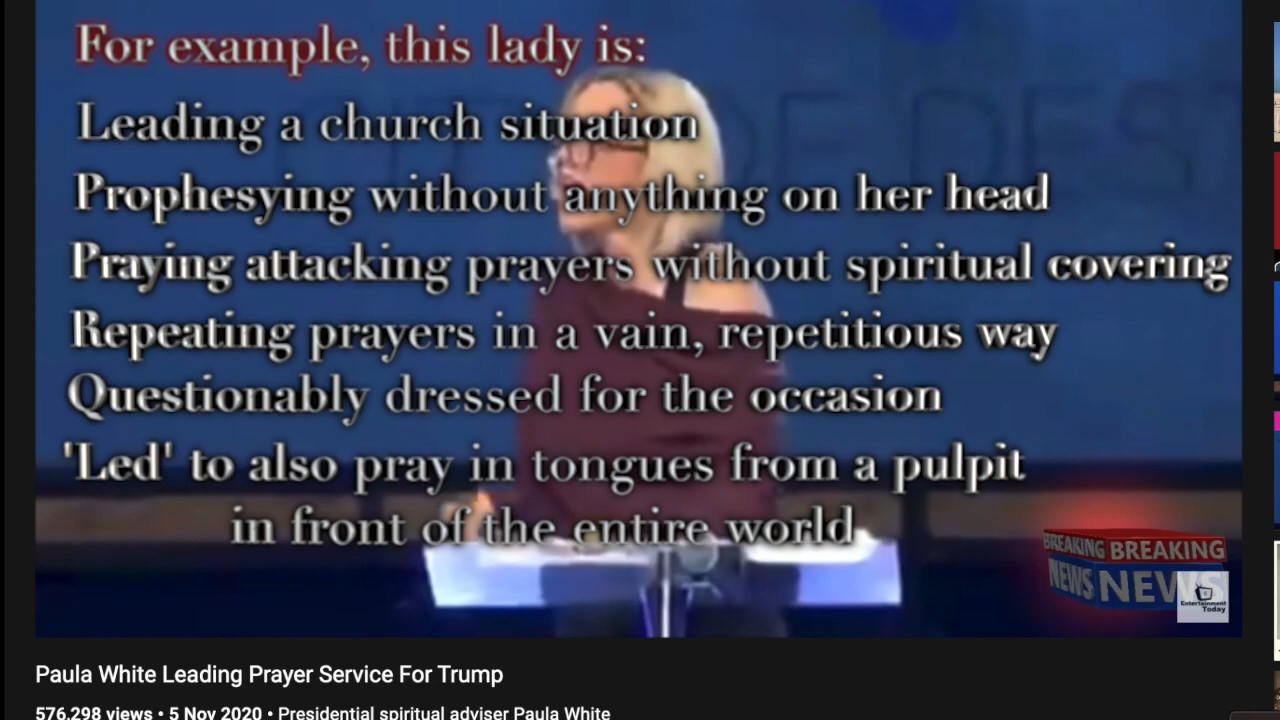 For example, this lady is:
Leading a church situation
Prophesying without anything on her head
Praying attacking prayers without spiritual covering
Repeating prayers in a vain, repetitious way
Questionably dressed for the occasion
'Led' to also pray in tongues from a pulpit
in front of the entire world
BREAKING BREAKING
NEWS NEWS
Entertainment
Today
Paula White Leading Prayer Service For Trump
576,298 views • 5 Nov 2020 • Presidential spiritual adviser Paula White